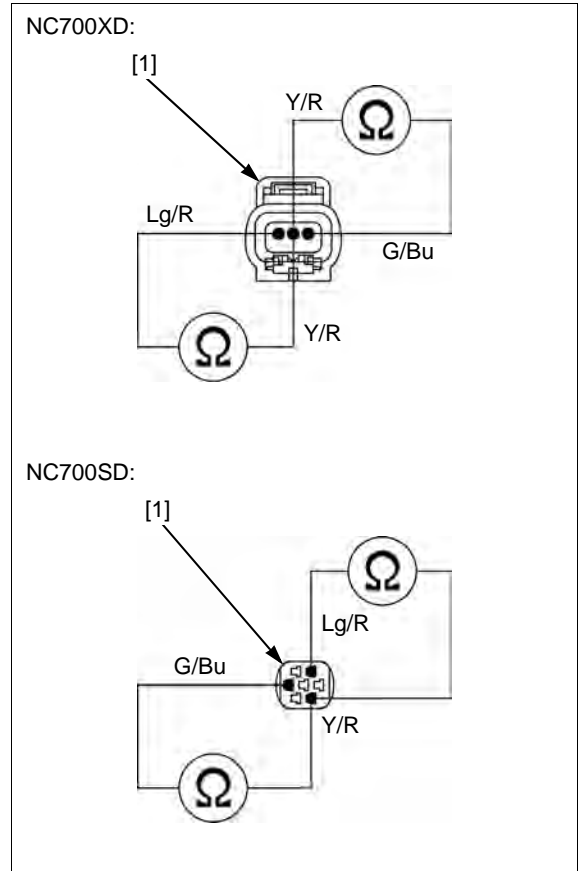 NC700XD:
[1]
Y/R
Ω
Lg/R
G/Bu
Y/R
Ω
NC700SD:
[1]
Ω
Lg/R
G/Bu
Y/R
Ω